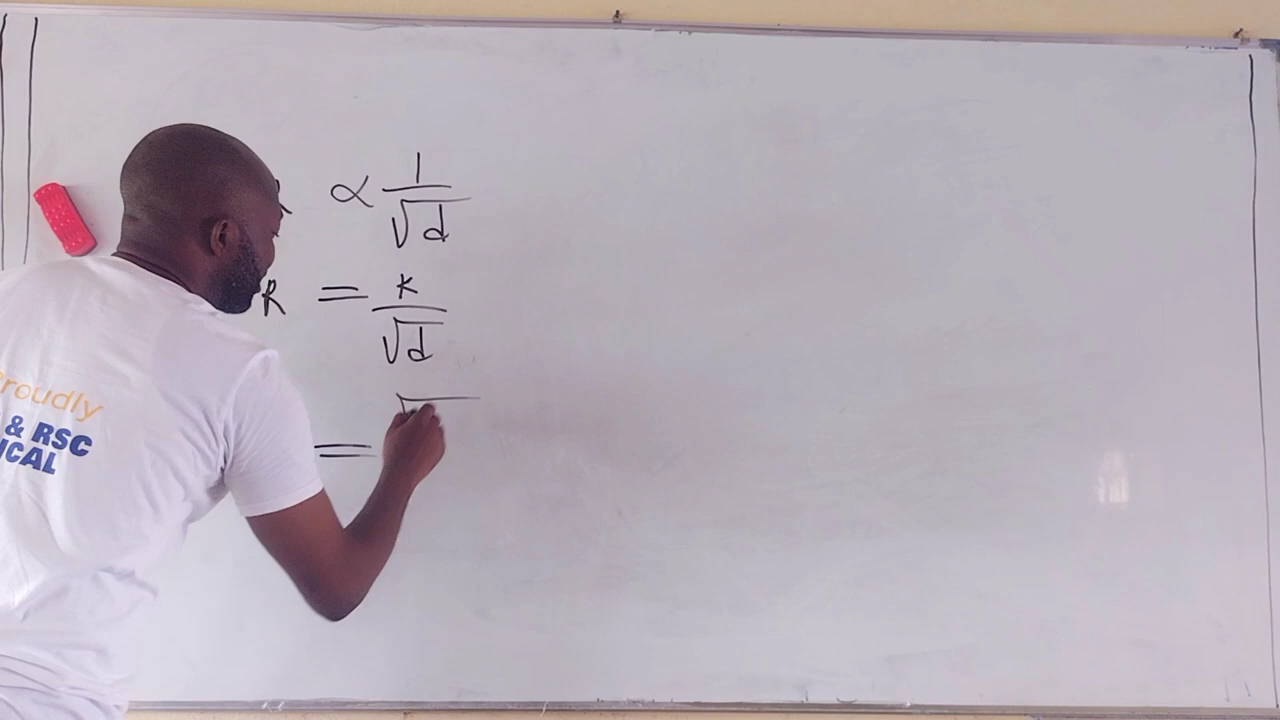 ∝ 1/√d
R = K/√d
=
Proudly
& RSC
ICAL